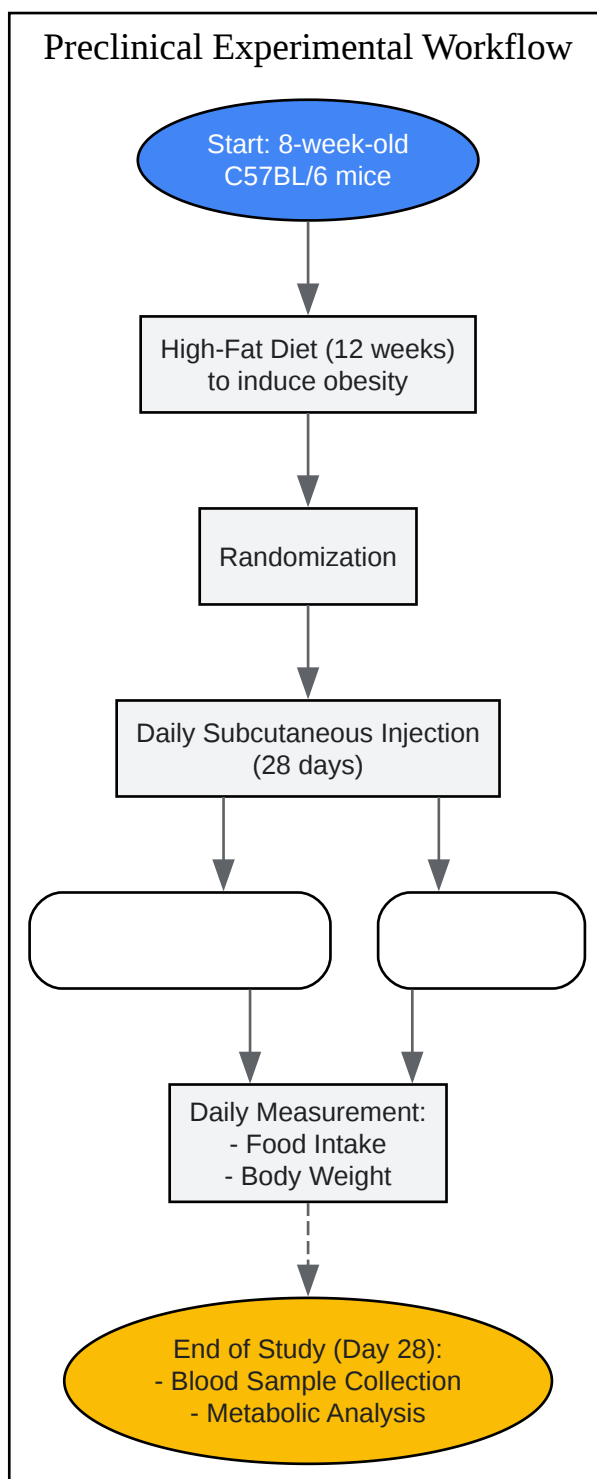 Preclinical Experimental Workflow
Start: 8-week-old
C57BL/6 mice
High-Fat Diet (12 weeks)
to induce obesity
Randomization
Daily Subcutaneous Injection
(28 days)
Daily Measurement:
- Food Intake
- Body Weight
End of Study (Day 28):
- Blood Sample Collection
- Metabolic Analysis